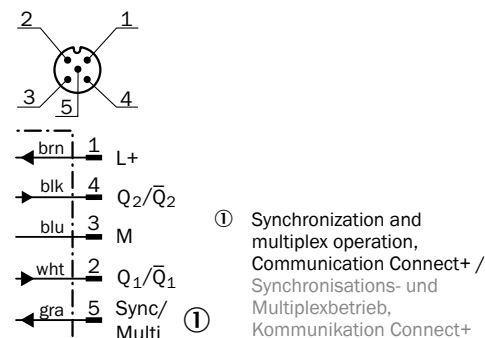 2 1
3 5 4
brn 1 L+
blk 4 Q₂/Q̅₂
blu 3 M
wht 2 Q₁/Q̅₁
gra 5 Sync/
Multi ①
① Synchronization and
multiplex operation,
Communication Connect+ /
Synchronisations- und
Multiplexbetrieb,
Kommunikation Connect+